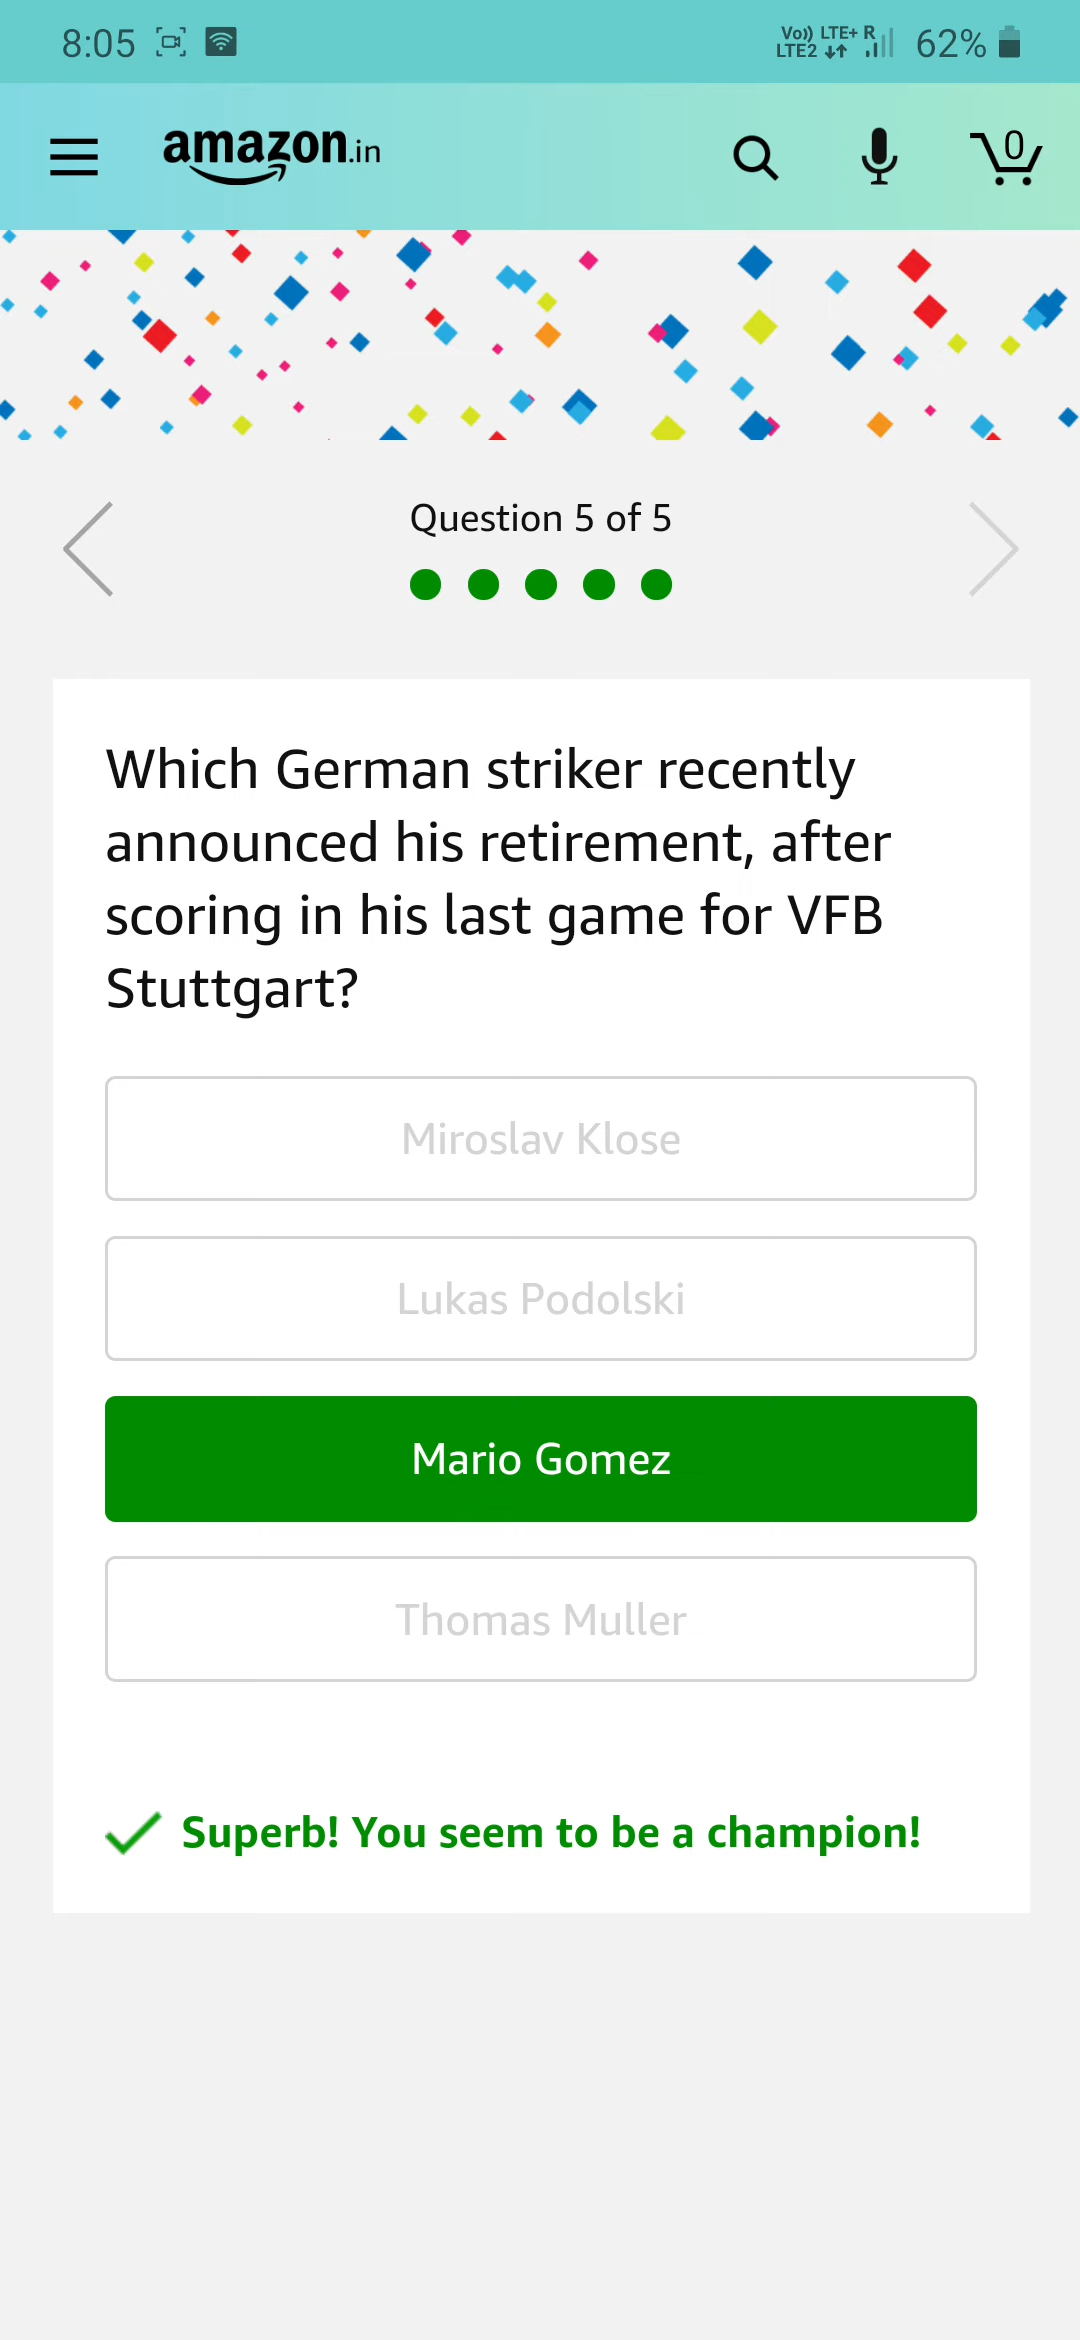 8:05 Vo)) LTE+ R 62%
LTE2
amazon.in 0
Question 5 of 5
Which German striker recently
announced his retirement, after
scoring in his last game for VFB
Stuttgart?
Miroslav Klose
Lukas Podolski
Mario Gomez
Thomas Muller
Superb! You seem to be a champion!